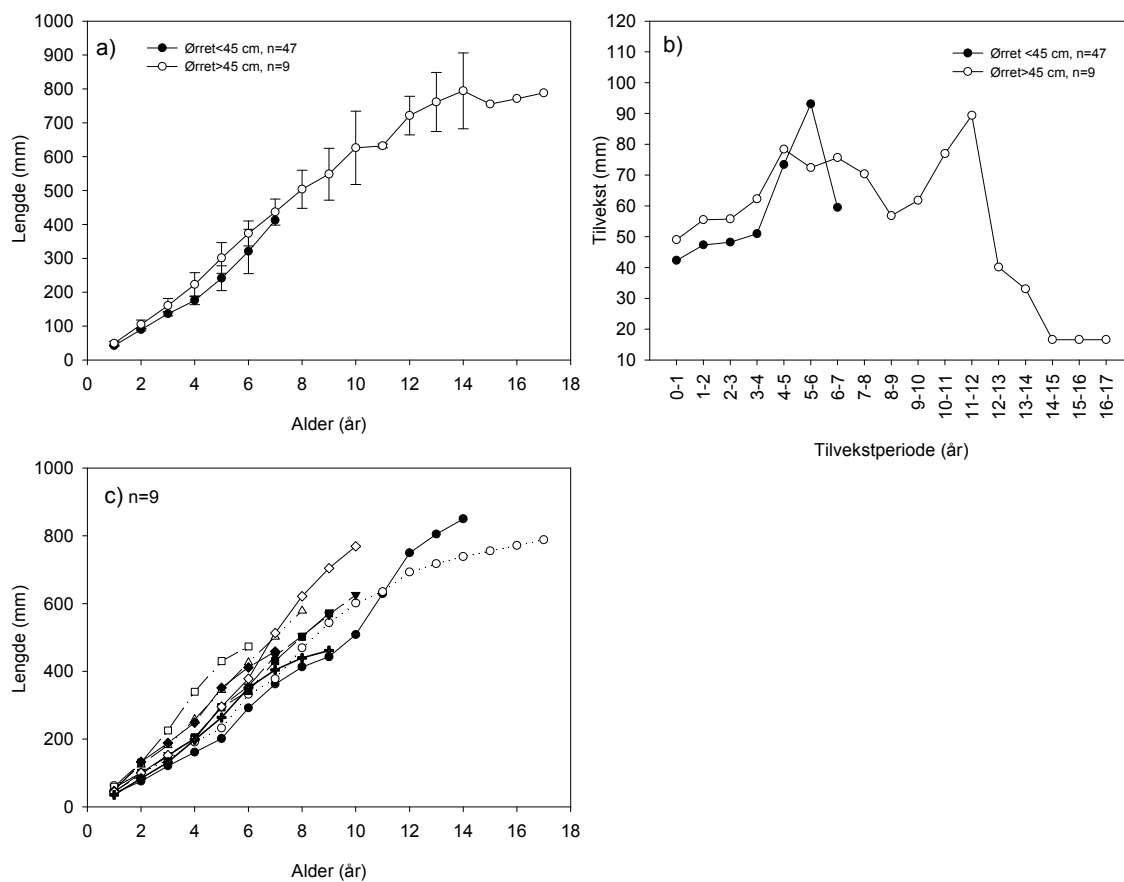 a)
Ørret<45 cm, n=47
Ørret>45 cm, n=9
Lengde (mm)
1000
900
800
700
600
500
400
300
200
100
0
0 2 4 6 8 10 12 14 16 18
Alder (år)
b)
Ørret <45 cm, n=47
Ørret>45 cm, n=9
Tilvekst (mm)
120
110
100
90
80
70
60
50
40
30
20
10
0-1 1-2 2-3 3-4 4-5 5-6 6-7 7-8 8-9 9-10 10-11 11-12 12-13 13-14 14-15 15-16 16-17
Tilvekstperiode (år)
c) n=9
Lengde (mm)
1000
800
600
400
200
0
0 2 4 6 8 10 12 14 16 18
Alder (år)